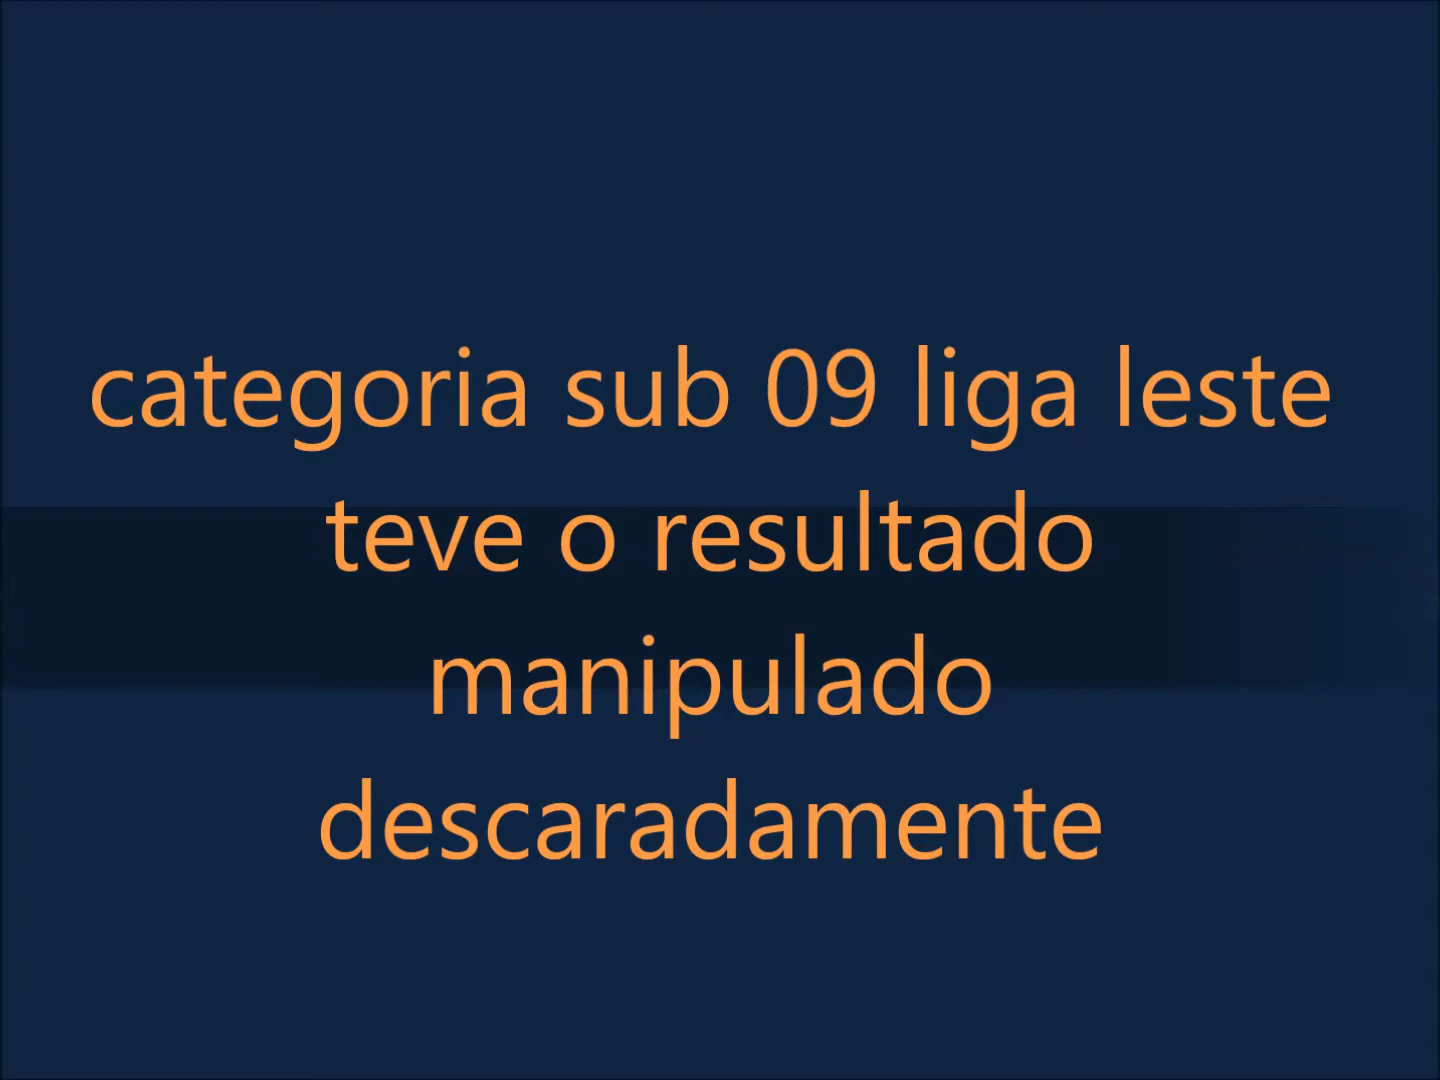 categoria sub 09 liga leste
teve o resultado
manipulado
descaradamente